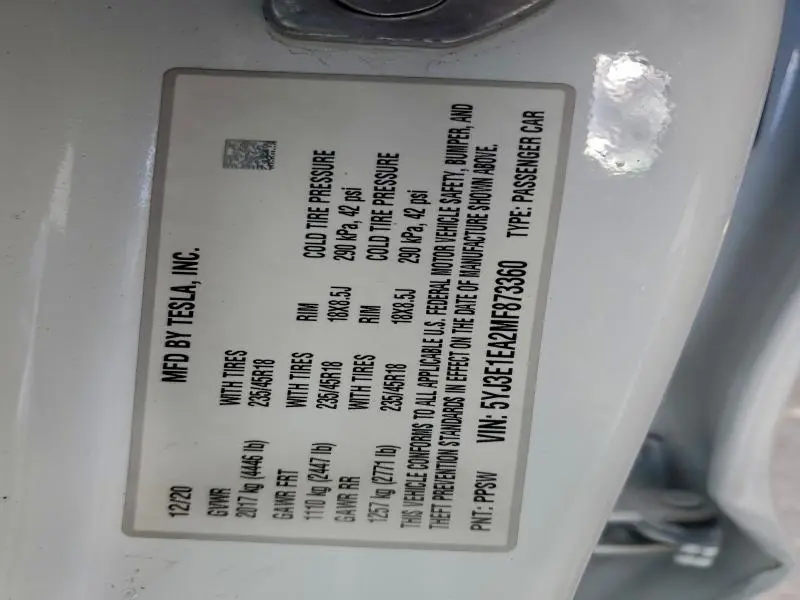 MFD BY TESLA, INC.
12/20
GVWR WITH TIRES RIM COLD TIRE PRESSURE
2017 kg (4446 lb) 235/45R18 18X8.5J 290 kPa, 42 psi
GAWR FRT WITH TIRES RIM COLD TIRE PRESSURE
1110 kg (2447 lb) 235/45R18 18X8.5J 290 kPa, 42 psi
GAWR RR WITH TIRES
1257 kg (2771 lb) 235/45R18
THIS VEHICLE CONFORMS TO ALL APPLICABLE U.S. FEDERAL MOTOR VEHICLE SAFETY, BUMPER, AND
THEFT PREVENTION STANDARDS IN EFFECT ON THE DATE OF MANUFACTURE SHOWN ABOVE.
PNT: PPSW VIN: 5YJ3E1EA2MF873360 TYPE: PASSENGER CAR